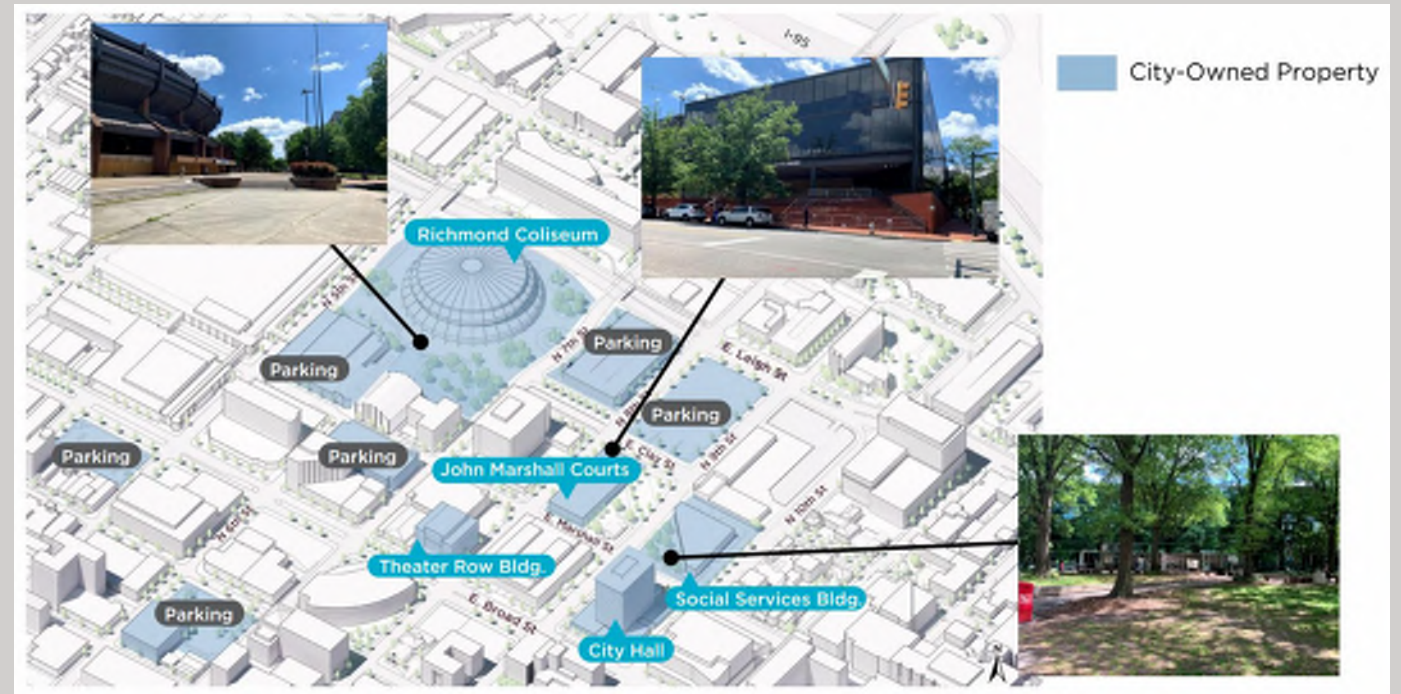 I-95
City-Owned Property
Richmond Coliseum
N 5th St
N 7th St
Parking
E. Leigh St
Parking
Parking
N 8th St
Parking
Parking
E. Clay St
N 9th St
John Marshall Courts
N 10th St
E. Marshall St
N 6th St
Theater Row Bldg.
Social Services Bldg.
E. Broad St
Parking
City Hall
N